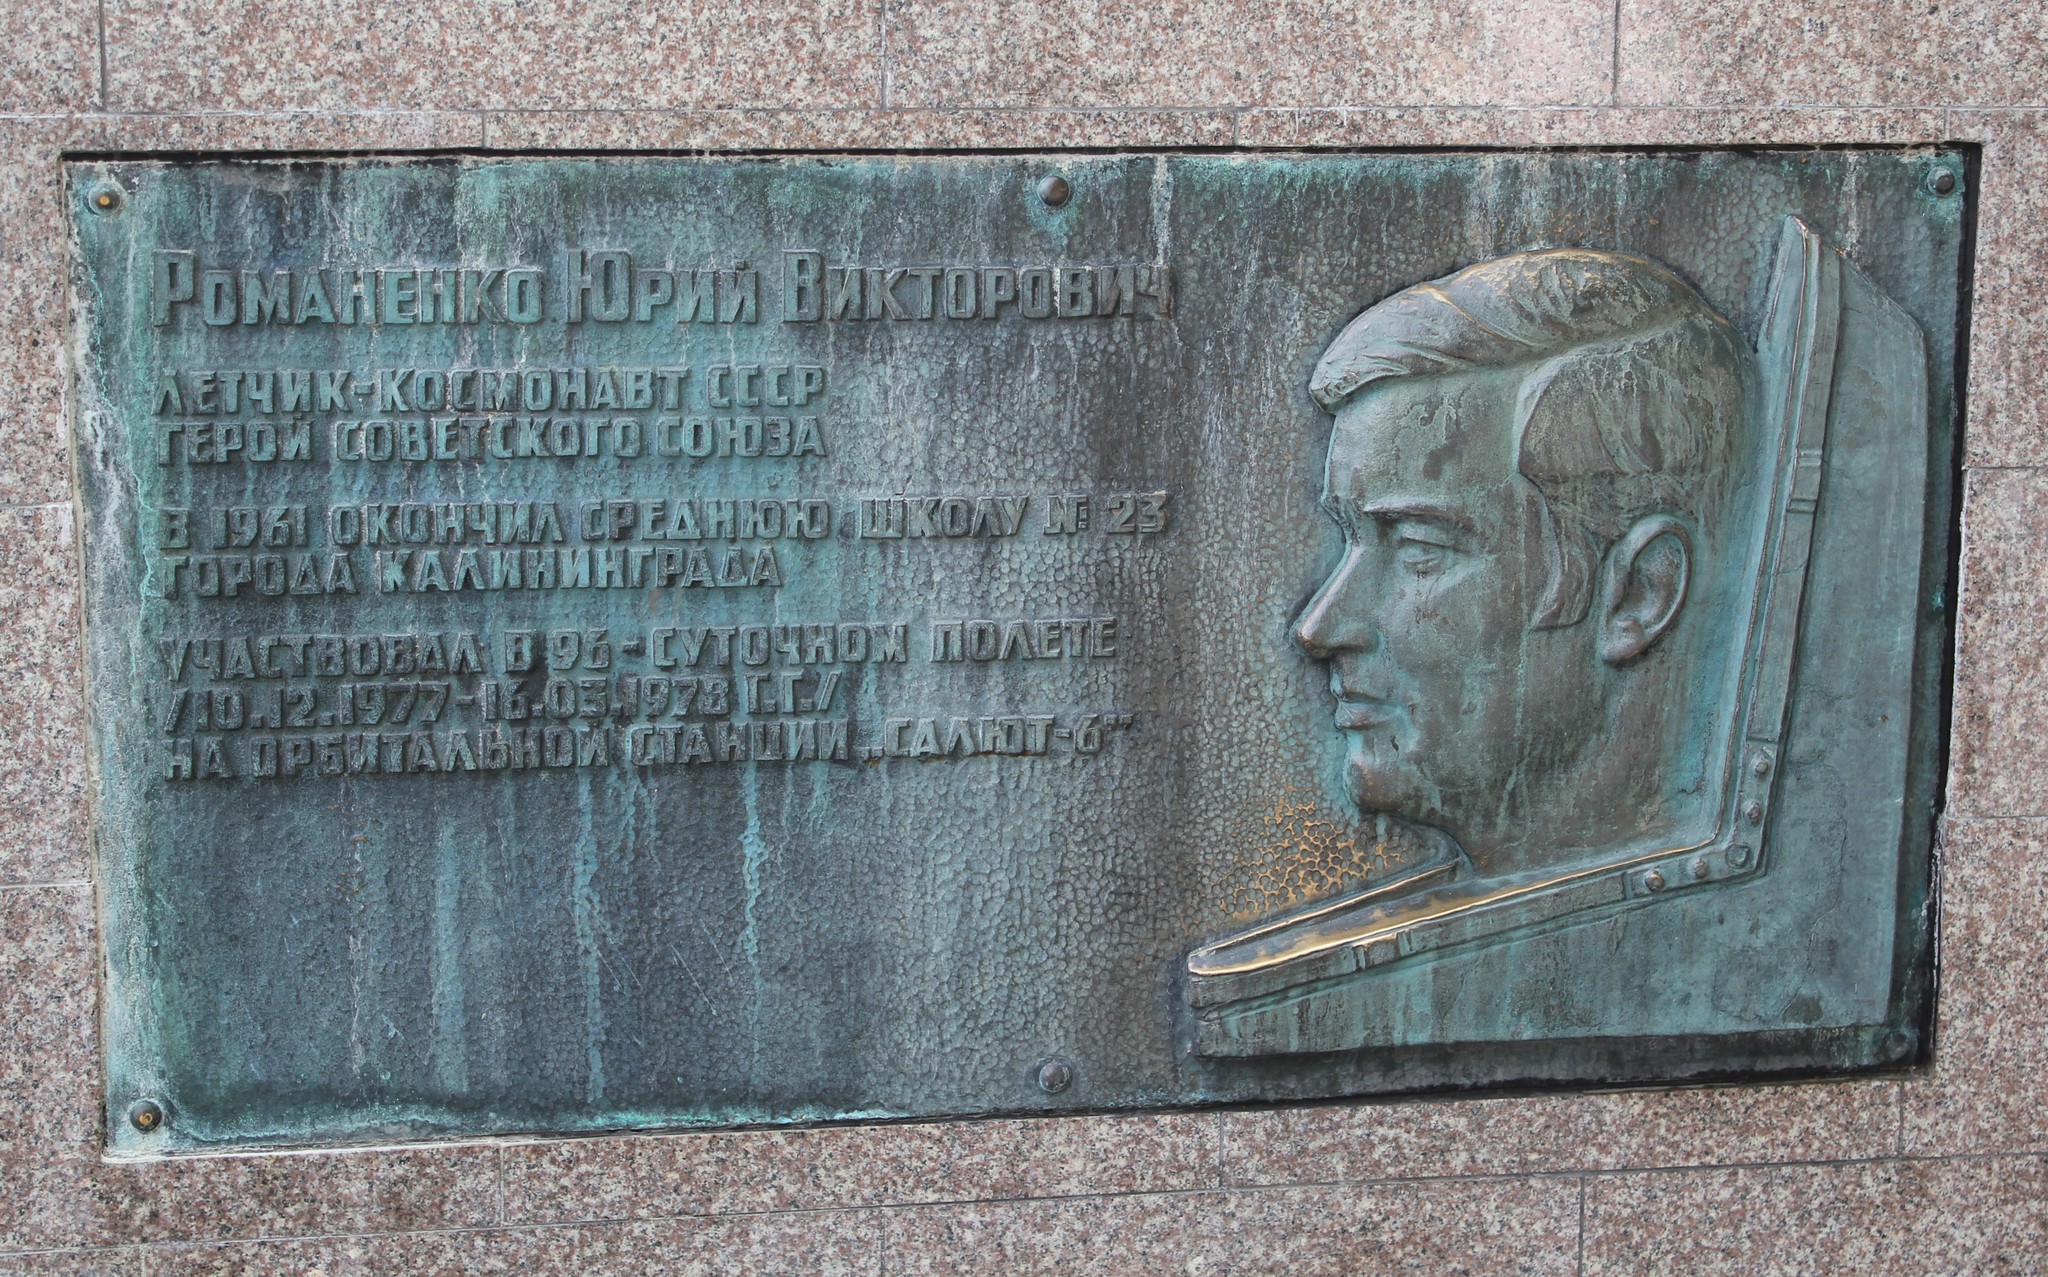 Романенко Юрий Викторович
Летчик-Космонавт СССР
Герой Советского Союза
В 1961 окончил среднюю школу № 23
города Калининграда
Участвовал в 96-суточном полете
/10.12.1977-16.03.1978 г.г./
на орбитальной станции „Салют-6"